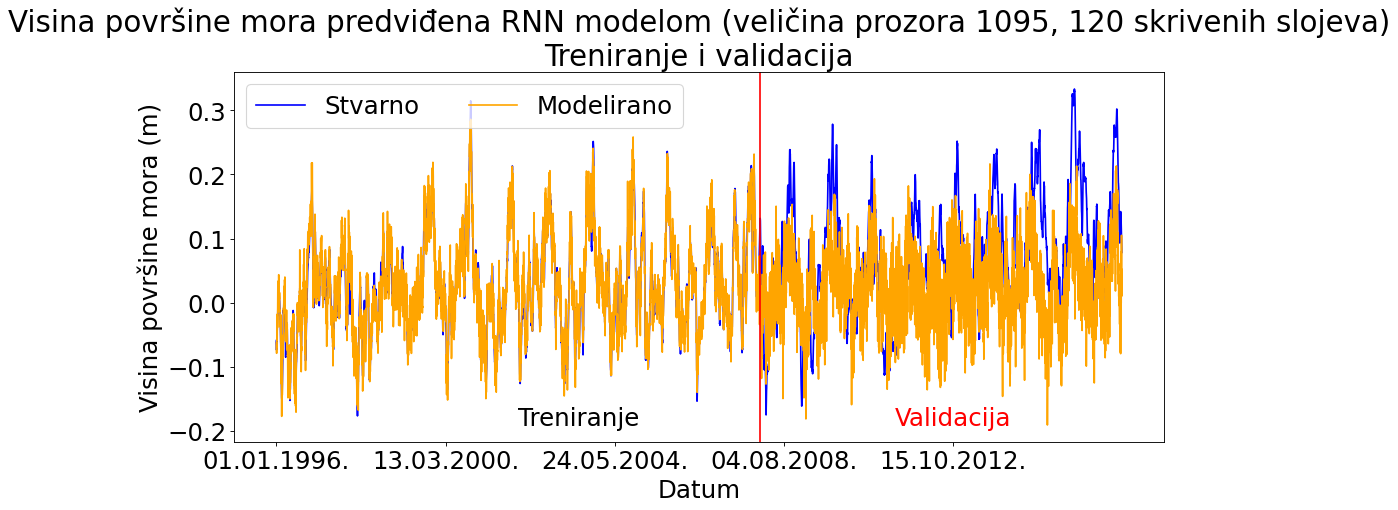 Visina površine mora predviđena RNN modelom (veličina prozora 1095, 120 skrivenih slojeva)
Treniranje i validacija
Stvarno Modelirano
Visina površine mora (m)
0.3
0.2
0.1
0.0
−0.1
−0.2
Treniranje Validacija
01.01.1996. 13.03.2000. 24.05.2004. 04.08.2008. 15.10.2012.
Datum